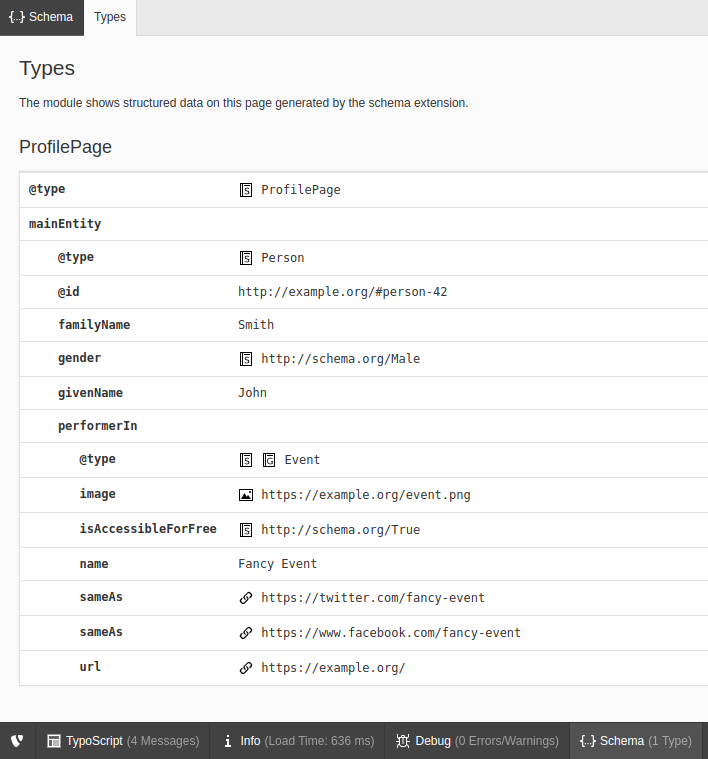 {...} Schema Types
Types
The module shows structured data on this page generated by the schema extension.
ProfilePage
@type S ProfilePage
mainEntity
@type S Person
@id http://example.org/#person-42
familyName Smith
gender S http://schema.org/Male
givenName John
performerIn
@type S G Event
image https://example.org/event.png
isAccessibleForFree S http://schema.org/True
name Fancy Event
sameAs https://twitter.com/fancy-event
sameAs https://www.facebook.com/fancy-event
url https://example.org/
TypoScript (4 Messages) i Info (Load Time: 636 ms) Debug (0 Errors/Warnings) {...} Schema (1 Type)